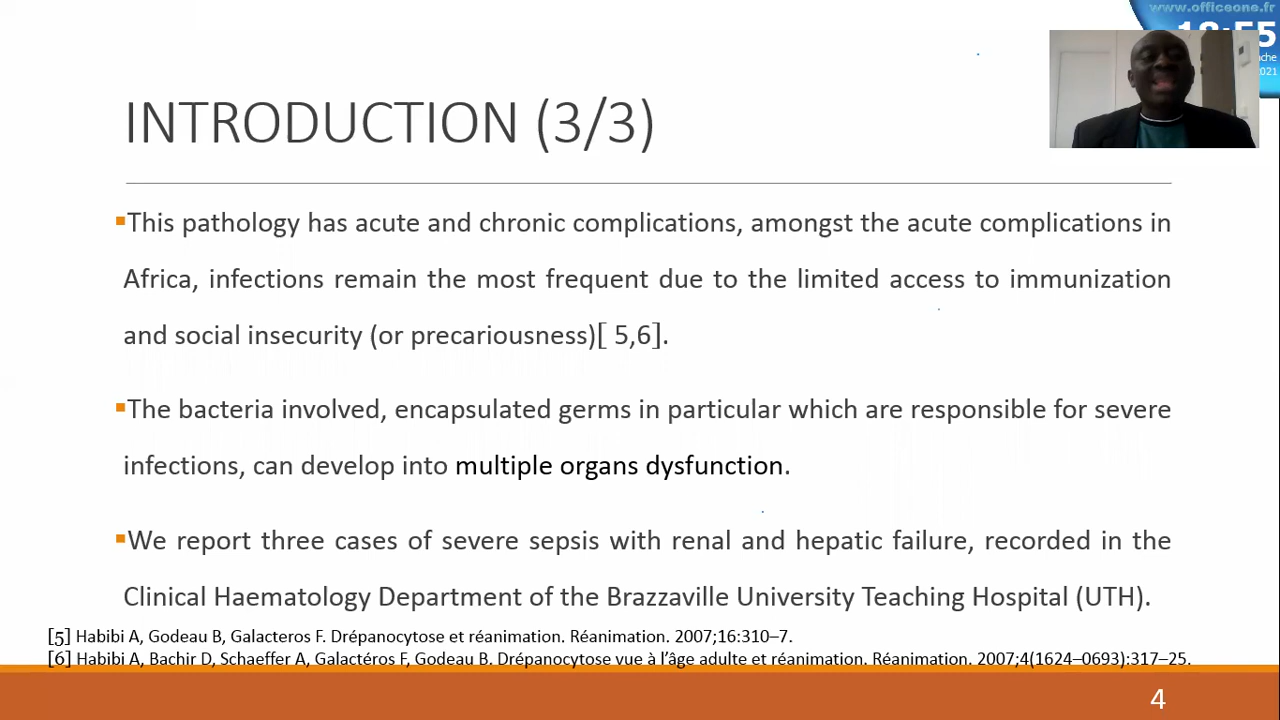 www.officeone.fr
INTRODUCTION (3/3)
▪This pathology has acute and chronic complications, amongst the acute complications in
Africa, infections remain the most frequent due to the limited access to immunization
and social insecurity (or precariousness)[ 5,6].
▪The bacteria involved, encapsulated germs in particular which are responsible for severe
infections, can develop into multiple organs dysfunction.
▪We report three cases of severe sepsis with renal and hepatic failure, recorded in the
Clinical Haematology Department of the Brazzaville University Teaching Hospital (UTH).
[5] Habibi A, Godeau B, Galacteros F. Drépanocytose et réanimation. Réanimation. 2007;16:310–7.
[6] Habibi A, Bachir D, Schaeffer A, Galactéros F, Godeau B. Drépanocytose vue à l’âge adulte et réanimation. Réanimation. 2007;4(1624–0693):317–25.
4